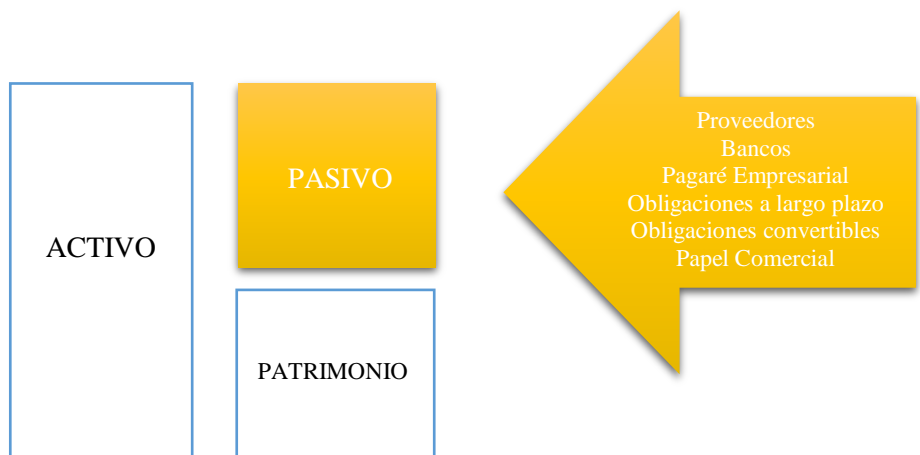 ACTIVO
PASIVO
PATRIMONIO
Proveedores
Bancos
Pagaré Empresarial
Obligaciones a largo plazo
Obligaciones convertibles
Papel Comercial